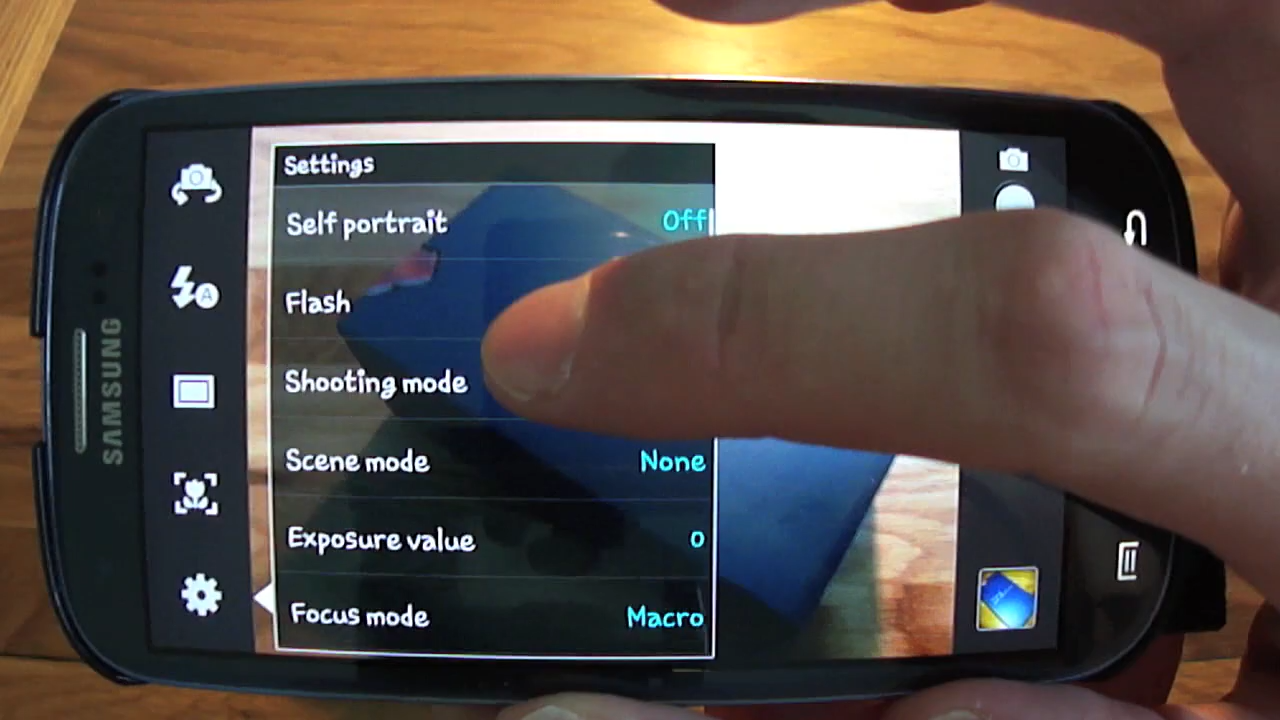 SAMSUNG
A
Settings
Self portrait Off
Flash
Shooting mode
Scene mode None
Exposure value 0
Focus mode Macro